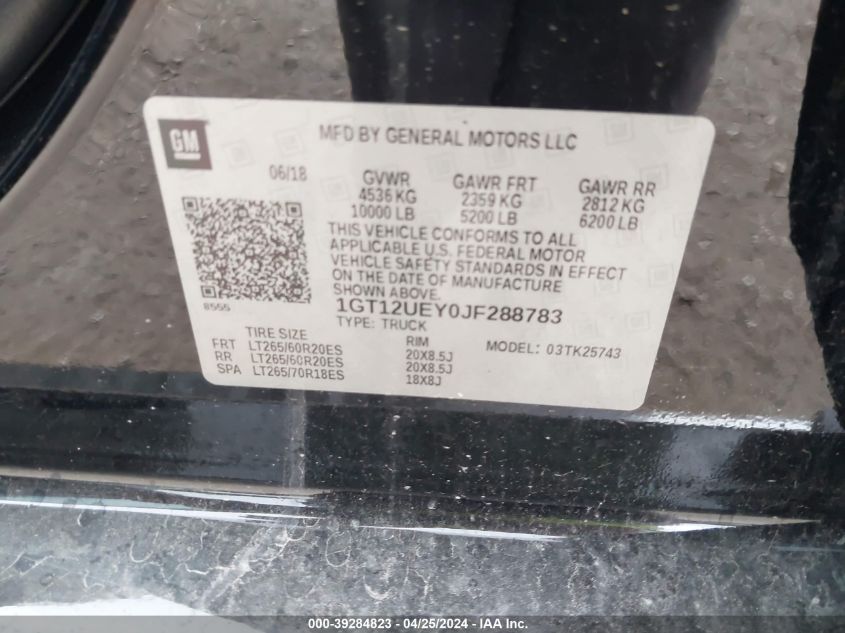 GM
MFD BY GENERAL MOTORS LLC
06/18
GVWR
4536 KG
10000 LB
GAWR FRT
2359 KG
5200 LB
GAWR RR
2812 KG
6200 LB
THIS VEHICLE CONFORMS TO ALL
APPLICABLE U.S. FEDERAL MOTOR
VEHICLE SAFETY STANDARDS IN EFFECT
ON THE DATE OF MANUFACTURE
SHOWN ABOVE.
8555
1GT12UEY0JF288783
TYPE: TRUCK
TIRE SIZE
RIM
MODEL: 03TK25743
FRT LT265/60R20ES 20X8.5J
RR LT265/60R20ES 20X8.5J
SPA LT265/70R18ES 18X8J
000-39284823 - 04/25/2024 - IAA Inc.